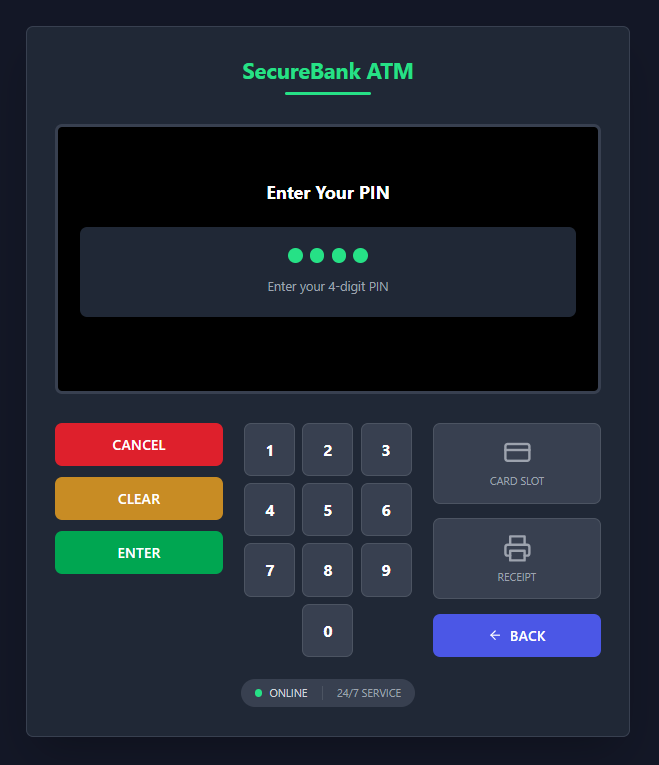 SecureBank ATM
Enter Your PIN
Enter your 4-digit PIN
CANCEL
CLEAR
ENTER
1 2 3
4 5 6
7 8 9
0
CARD SLOT
RECEIPT
BACK
ONLINE
24/7 SERVICE